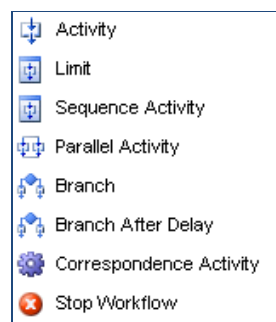 Activity
Limit
Sequence Activity
Parallel Activity
Branch
Branch After Delay
Correspondence Activity
Stop Workflow